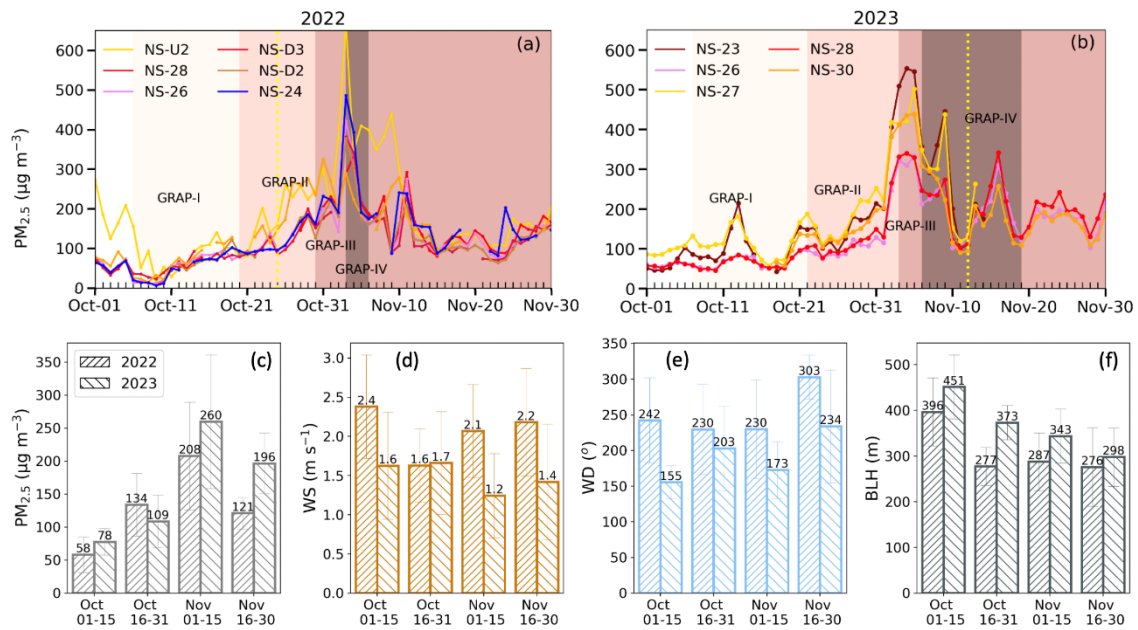 2022
2023
(a)
NS-U2
NS-D3
NS-28
NS-D2
NS-26
NS-24
GRAP-I
GRAP-II
GRAP-III
GRAP-IV
PM2.5 (μg m−3)
600
500
400
300
200
100
0
Oct-01
Oct-11
Oct-21
Oct-31
Nov-10
Nov-20
Nov-30
(b)
NS-23
NS-28
NS-26
NS-30
NS-27
GRAP-IV
GRAP-I
GRAP-II
GRAP-III
600
500
400
300
200
100
0
Oct-01
Oct-11
Oct-21
Oct-31
Nov-10
Nov-20
Nov-30
(c)
2022
2023
PM2.5 (μg m−3)
350
300
250
200
150
100
50
0
58
78
134
109
208
260
121
196
Oct 01-15
Oct 16-31
Nov 01-15
Nov 16-30
(d)
WS (m s−1)
3.0
2.5
2.0
1.5
1.0
0.5
0.0
2.4
1.6
1.6
1.7
2.1
1.2
2.2
1.4
Oct 01-15
Oct 16-31
Nov 01-15
Nov 16-30
(e)
WD (o)
350
300
250
200
150
100
50
0
242
155
230
203
230
173
303
234
Oct 01-15
Oct 16-31
Nov 01-15
Nov 16-30
(f)
BLH (m)
500
400
300
200
100
0
396
451
277
373
287
343
276
298
Oct 01-15
Oct 16-31
Nov 01-15
Nov 16-30